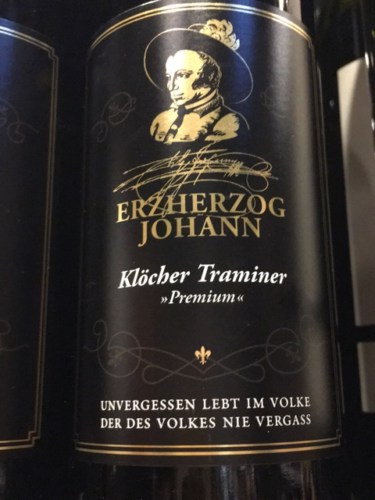 ERZHERZOG
JOHANN
Klöcher Traminer
»Premium«
UNVERGESSEN LEBT IM VOLKE
DER DES VOLKES NIE VERGASS